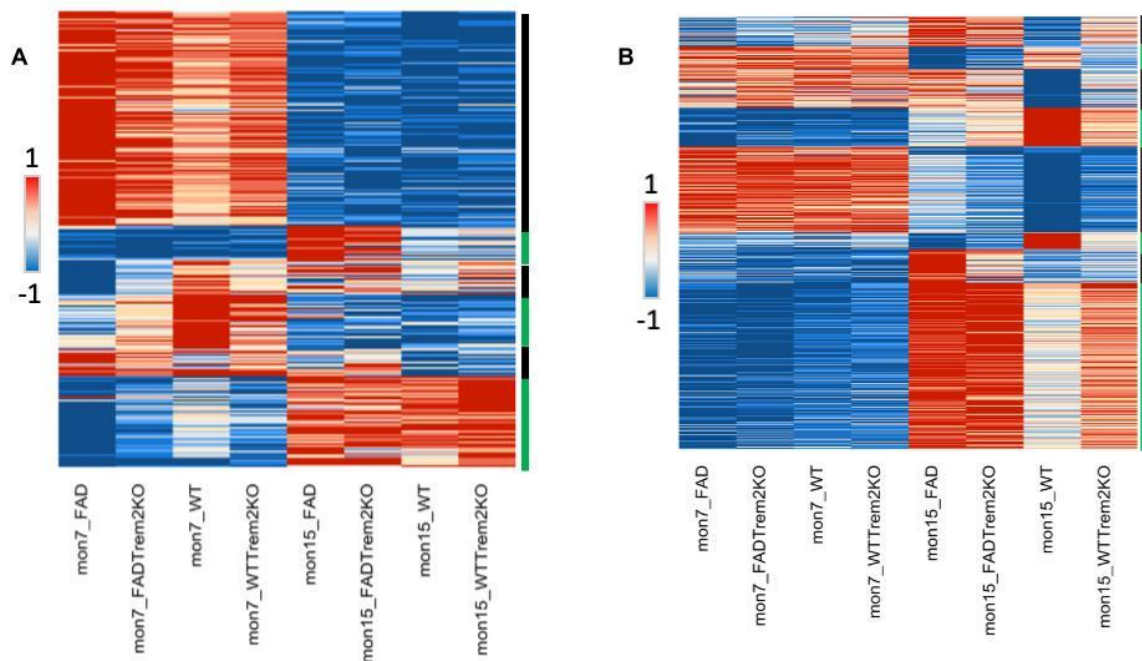 A
1
-1
mon7_FAD
mon7_FADTrem2KO
mon7_WT
mon7_WTTrem2KO
mon15_FAD
mon15_FADTrem2KO
mon15_WT
mon15_WTTrem2KO
B
1
-1
mon7_FAD
mon7_FADTrem2KO
mon7_WT
mon7_WTTrem2KO
mon15_FAD
mon15_FADTrem2KO
mon15_WT
mon15_WTTrem2KO